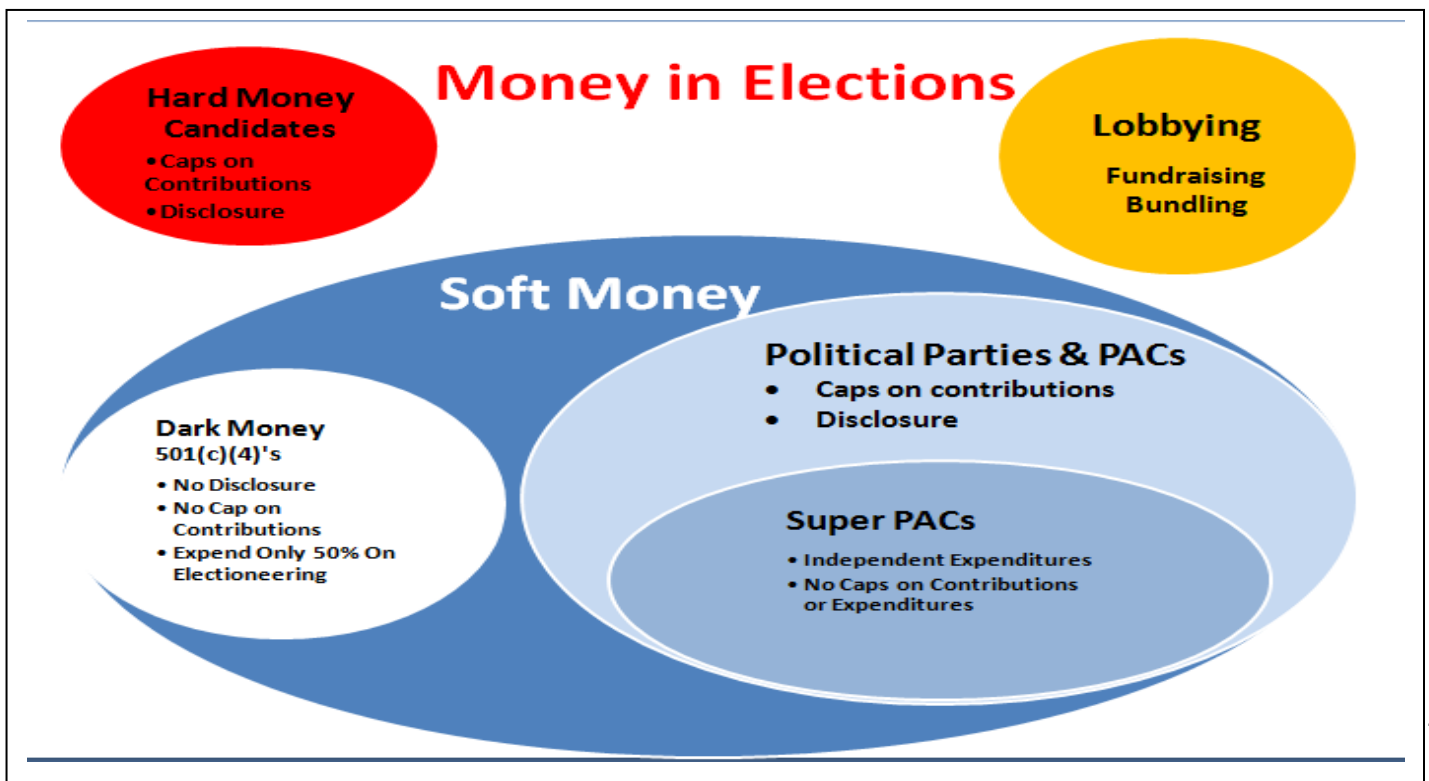 Money in Elections
Hard Money
Candidates
•Caps on
Contributions
•Disclosure
Lobbying
Fundraising
Bundling
Soft Money
Political Parties & PACs
• Caps on contributions
• Disclosure
Dark Money
501(c)(4)'s
• No Disclosure
• No Cap on
Contributions
• Expend Only 50% On
Electioneering
Super PACs
• Independent Expenditures
• No Caps on Contributions
or Expenditures